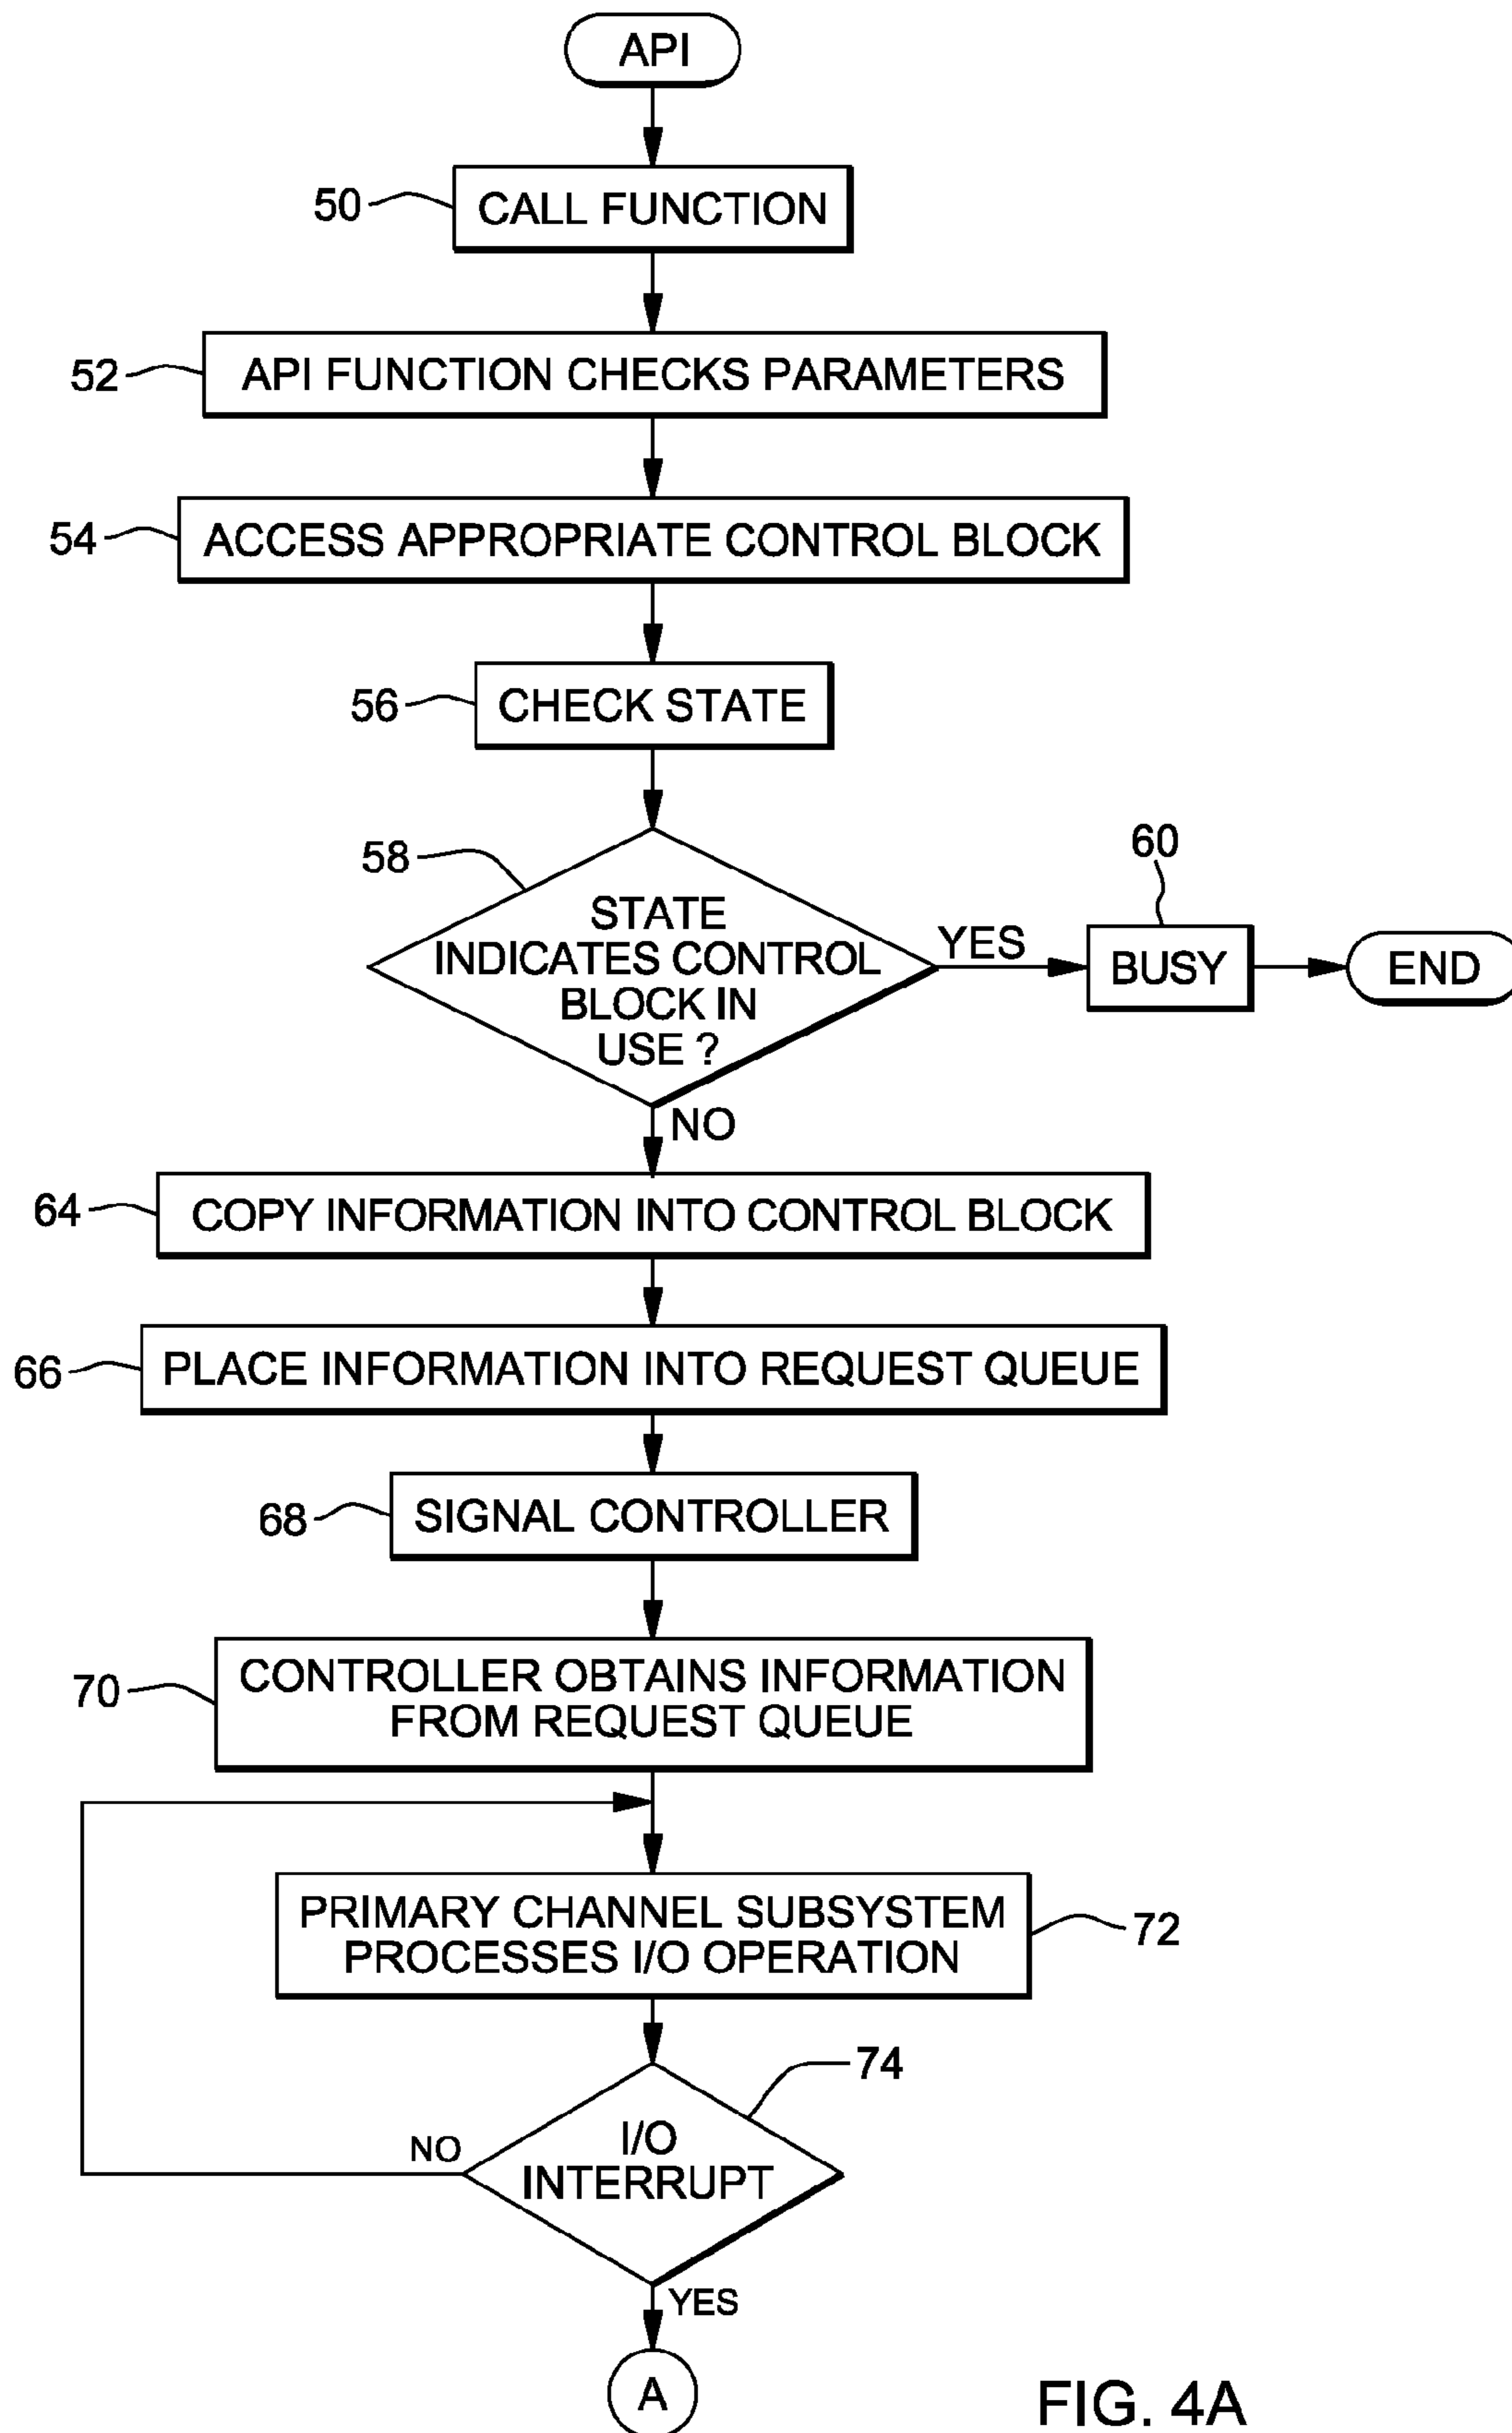 API
50
CALL FUNCTION
52
API FUNCTION CHECKS PARAMETERS
54
ACCESS APPROPRIATE CONTROL BLOCK
56
CHECK STATE
58
STATE
INDICATES CONTROL
BLOCK IN
USE ?
YES
60
BUSY
END
NO
64
COPY INFORMATION INTO CONTROL BLOCK
66
PLACE INFORMATION INTO REQUEST QUEUE
68
SIGNAL CONTROLLER
70
CONTROLLER OBTAINS INFORMATION
FROM REQUEST QUEUE
PRIMARY CHANNEL SUBSYSTEM
PROCESSES I/O OPERATION
72
74
I/O
INTERRUPT
NO
YES
A
FIG. 4A